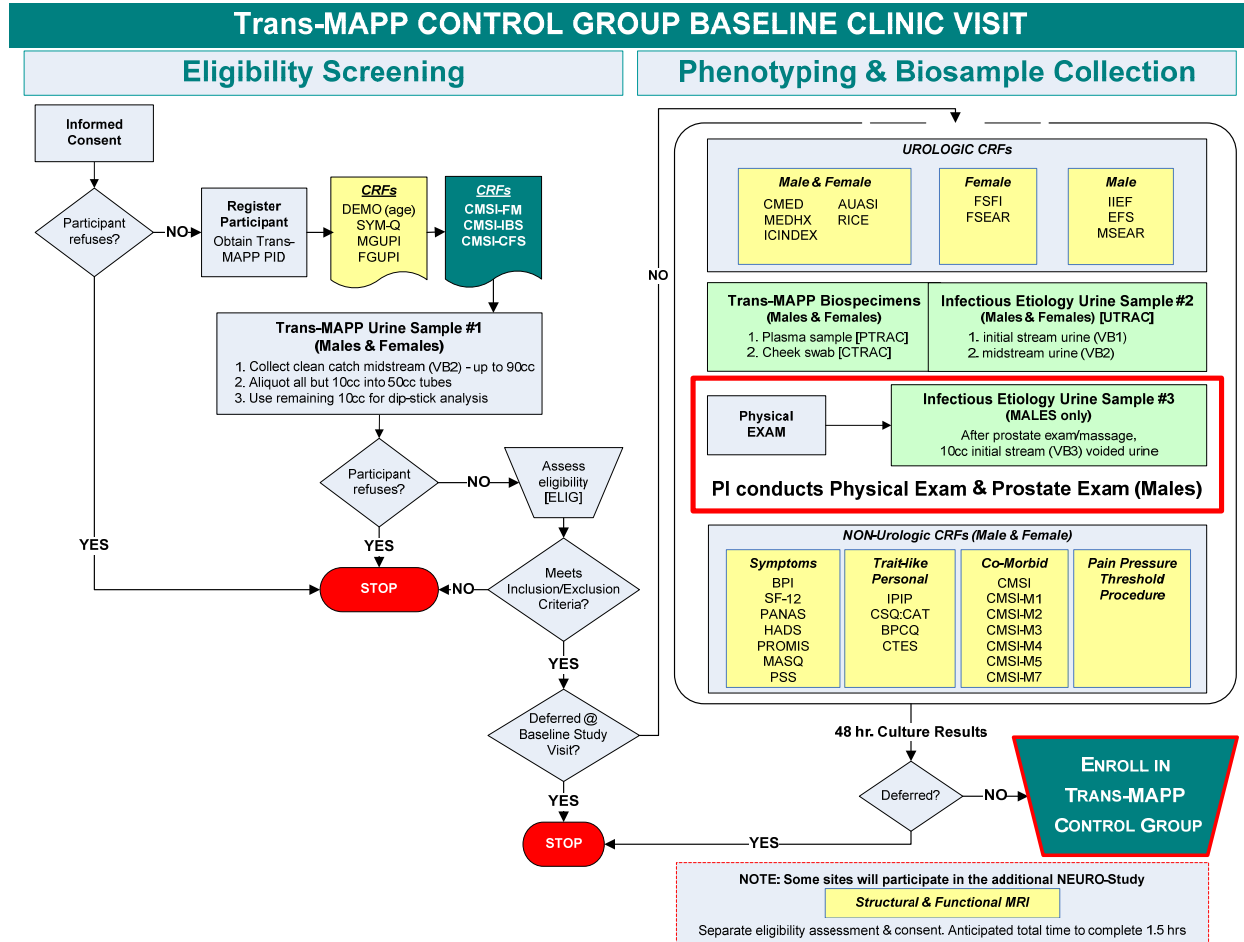 Trans-MAPP CONTROL GROUP BASELINE CLINIC VISIT
Eligibility Screening
Informed
Consent
Participant
refuses?
NO
Register
Participant
Obtain Trans-
MAPP PID
CRFs
DEMO (age)
SYM-Q
MGUPI
FGUPI
CRFs
CMSI-FM
CMSI-IBS
CMSI-CFS
Trans-MAPP Urine Sample #1
(Males & Females)
1. Collect clean catch midstream (VB2) - up to 90cc
2. Aliquot all but 10cc into 50cc tubes
3. Use remaining 10cc for dip-stick analysis
Participant
refuses?
NO
Assess
eligibility
[ELIG]
YES
YES
STOP
NO
Meets
Inclusion/Exclusion
Criteria?
YES
Deferred @
Baseline Study
Visit?
NO
YES
STOP
Phenotyping & Biosample Collection
UROLOGIC CRFs
Male & Female
CMED AUASI
MEDHX RICE
ICINDEX
Female
FSFI
FSEAR
Male
IIEF
EFS
MSEAR
Trans-MAPP Biospecimens
(Males & Females)
1. Plasma sample [PTRAC]
2. Cheek swab [CTRAC]
Infectious Etiology Urine Sample #2
(Males & Females) [UTRAC]
1. initial stream urine (VB1)
2. midstream urine (VB2)
Physical
EXAM
Infectious Etiology Urine Sample #3
(MALES only)
After prostate exam/massage,
10cc initial stream (VB3) voided urine
PI conducts Physical Exam & Prostate Exam (Males)
NON-Urologic CRFs (Male & Female)
Symptoms
BPI
SF-12
PANAS
HADS
PROMIS
MASQ
PSS
Trait-like
Personal
IPIP
CSQ:CAT
BPCQ
CTES
Co-Morbid
CMSI
CMSI-M1
CMSI-M2
CMSI-M3
CMSI-M4
CMSI-M5
CMSI-M7
Pain Pressure
Threshold
Procedure
48 hr. Culture Results
Deferred?
NO
ENROLL IN
TRANS-MAPP
CONTROL GROUP
YES
NOTE: Some sites will participate in the additional NEURO-Study
Structural & Functional MRI
Separate eligibility assessment & consent. Anticipated total time to complete 1.5 hrs